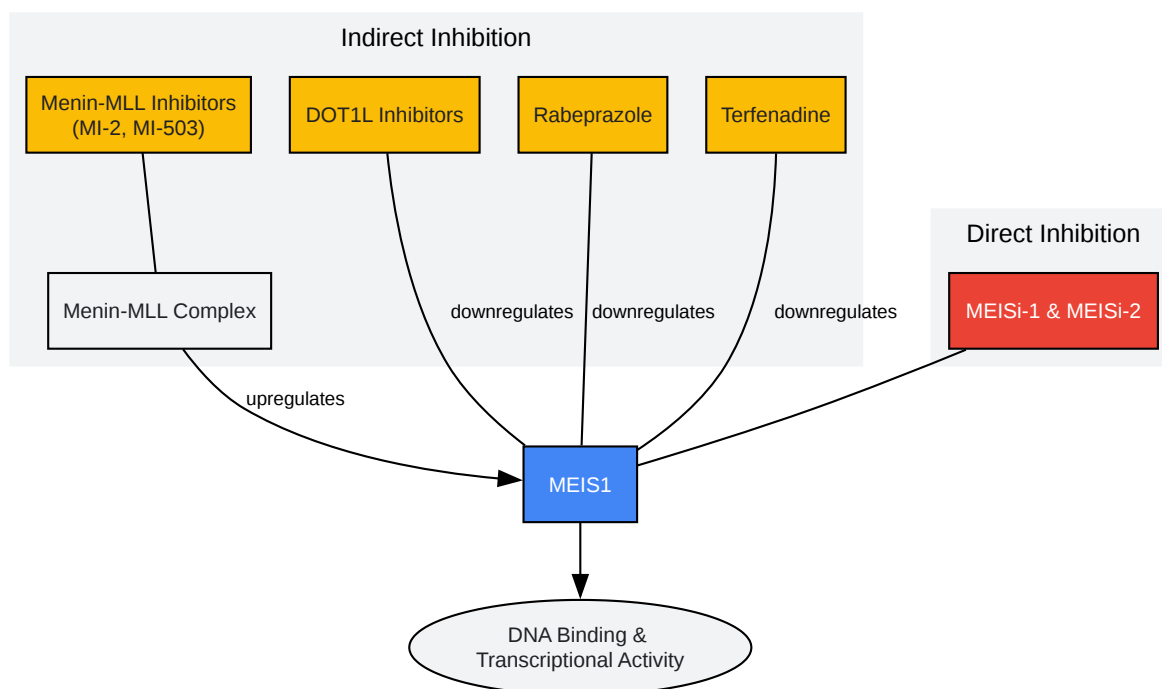 Indirect Inhibition
Menin-MLL Inhibitors
(MI-2, MI-503)
DOT1L Inhibitors
Rabeprazole
Terfenadine
Direct Inhibition
Menin-MLL Complex
downregulates
downregulates
downregulates
MEISi-1 & MEISi-2
upregulates
MEIS1
DNA Binding &
Transcriptional Activity